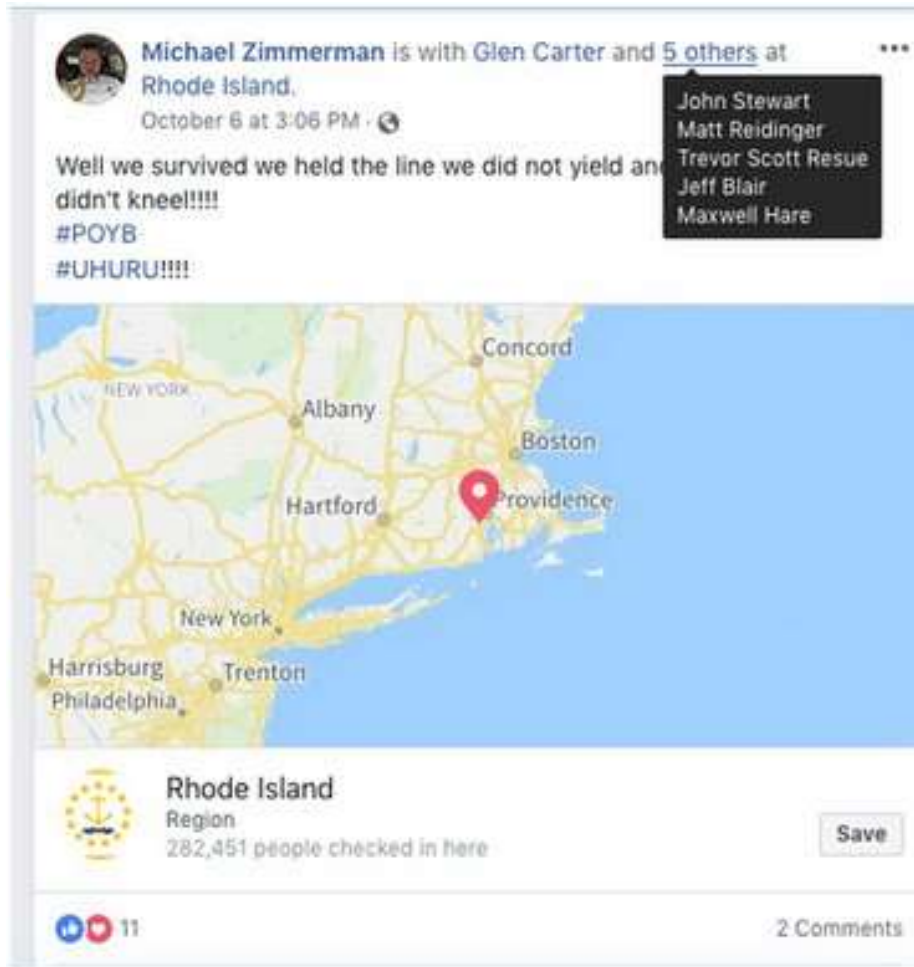 Michael Zimmerman is with Glen Carter and 5 others at
Rhode Island.
October 6 at 3:06 PM ·
John Stewart
Matt Reidinger
Trevor Scott Resue
Jeff Blair
Maxwell Hare
Well we survived we held the line we did not yield and
didn't kneel!!!!
#POYB
#UHURU!!!!
Concord
NEW YORK
Albany
Boston
Hartford
Providence
New York
Harrisburg
Trenton
Philadelphia
Rhode Island
Region
282,451 people checked in here
Save
11
2 Comments